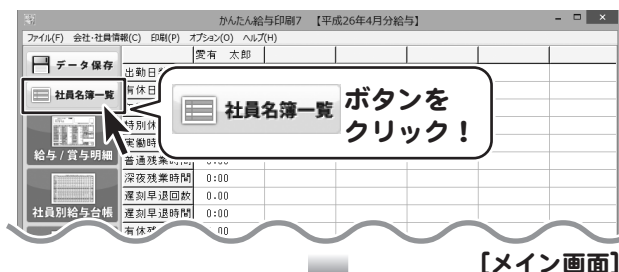 かんたん給与印刷7 【平成26年4月分給与】
ファイル(F) 会社・社員情報(C) 印刷(P) オプション(O) ヘルプ(H)
データ保存
愛有 太郎
出勤日
社員名簿一覧
有休日
特別休
実働時
給与/賞与明細
普通残業時間 0:00
深夜残業時間 0:00
遅刻早退回数 0.00
社員別給与台帳
遅刻早退時間 0:00
有休残
社員名簿一覧
ボタンを
クリック！
[メイン画面]